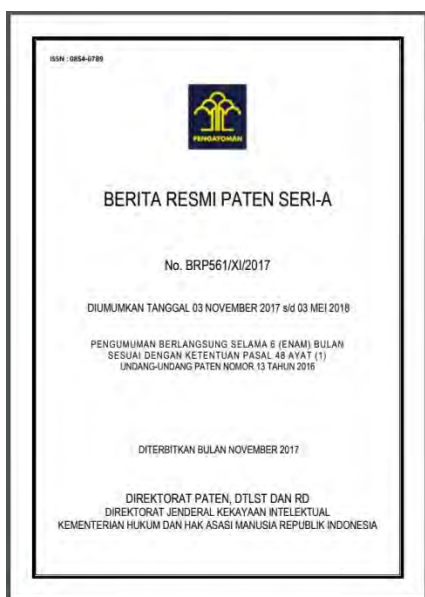 ISSN : 0854-6789
PENGAYOMAN
BERITA RESMI PATEN SERI-A
No. BRP561/XI/2017
DIUMUMKAN TANGGAL 03 NOVEMBER 2017 s/d 03 MEI 2018
PENGUMUMAN BERLANGSUNG SELAMA 6 (ENAM) BULAN
SESUAI DENGAN KETENTUAN PASAL 48 AYAT (1)
UNDANG-UNDANG PATEN NOMOR 13 TAHUN 2016
DITERBITKAN BULAN NOVEMBER 2017
DIREKTORAT PATEN, DTLST DAN RD
DIREKTORAT JENDERAL KEKAYAAN INTELEKTUAL
KEMENTERIAN HUKUM DAN HAK ASASI MANUSIA REPUBLIK INDONESIA